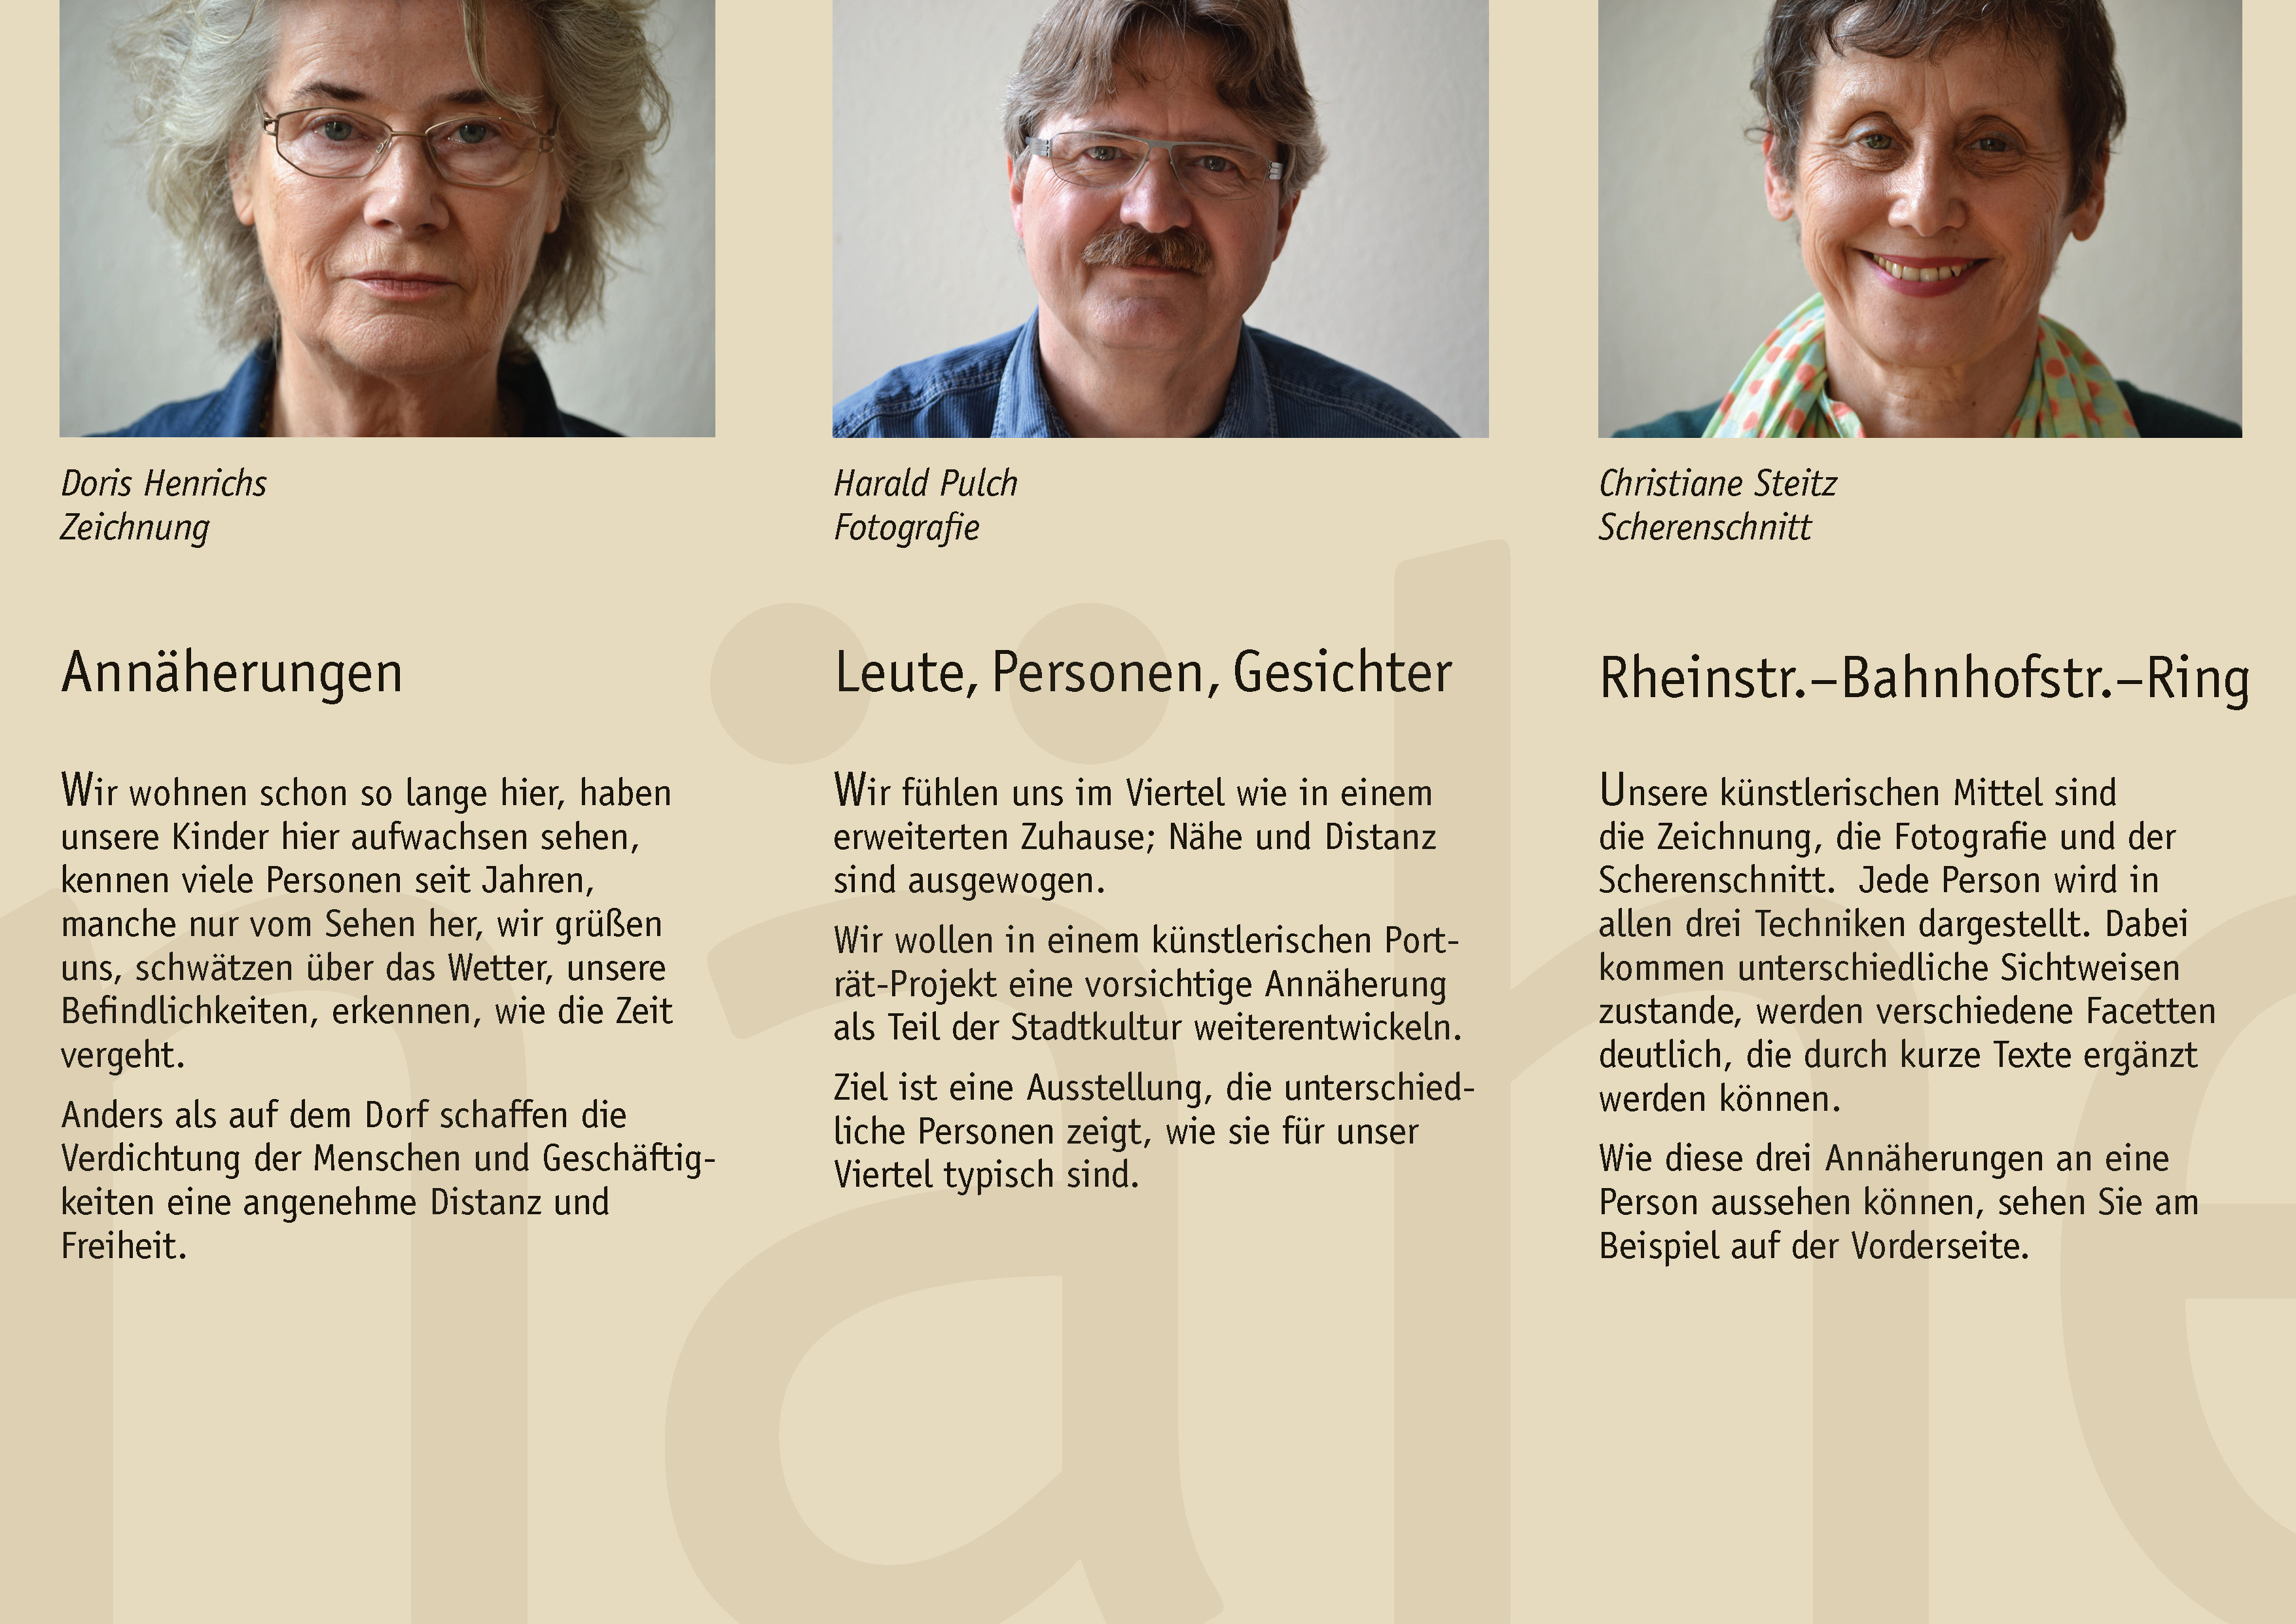 Doris Henrichs
Zeichnung
Annäherungen
Wir wohnen schon so lange hier, haben
unsere Kinder hier aufwachsen sehen,
kennen viele Personen seit Jahren,
manche nur vom Sehen her, wir grüßen
uns, schwätzen über das Wetter, unsere
Befindlichkeiten, erkennen, wie die Zeit
vergeht.
Anders als auf dem Dorf schaffen die
Verdichtung der Menschen und Geschäftig-
keiten eine angenehme Distanz und
Freiheit.
Harald Pulch
Fotografie
Leute, Personen, Gesichter
Wir fühlen uns im Viertel wie in einem
erweiterten Zuhause; Nähe und Distanz
sind ausgewogen.
Wir wollen in einem künstlerischen Port-
rät-Projekt eine vorsichtige Annäherung
als Teil der Stadtkultur weiterentwickeln.
Ziel ist eine Ausstellung, die unterschied-
liche Personen zeigt, wie sie für unser
Viertel typisch sind.
Christiane Steitz
Scherenschnitt
Rheinstr.–Bahnhofstr.–Ring
Unsere künstlerischen Mittel sind
die Zeichnung, die Fotografie und der
Scherenschnitt.  Jede Person wird in
allen drei Techniken dargestellt. Dabei
kommen unterschiedliche Sichtweisen
zustande, werden verschiedene Facetten
deutlich, die durch kurze Texte ergänzt
werden können.
Wie diese drei Annäherungen an eine
Person aussehen können, sehen Sie am
Beispiel auf der Vorderseite.
nähe